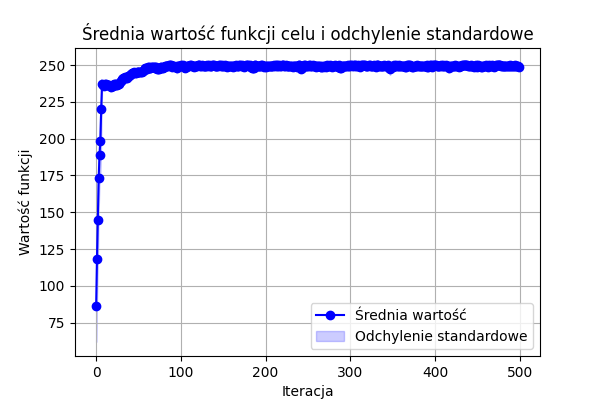 Średnia wartość funkcji celu i odchylenie standardowe
Wartość funkcji
250
225
200
175
150
125
100
75
0
100
200
300
400
500
Iteracja
Średnia wartość
Odchylenie standardowe